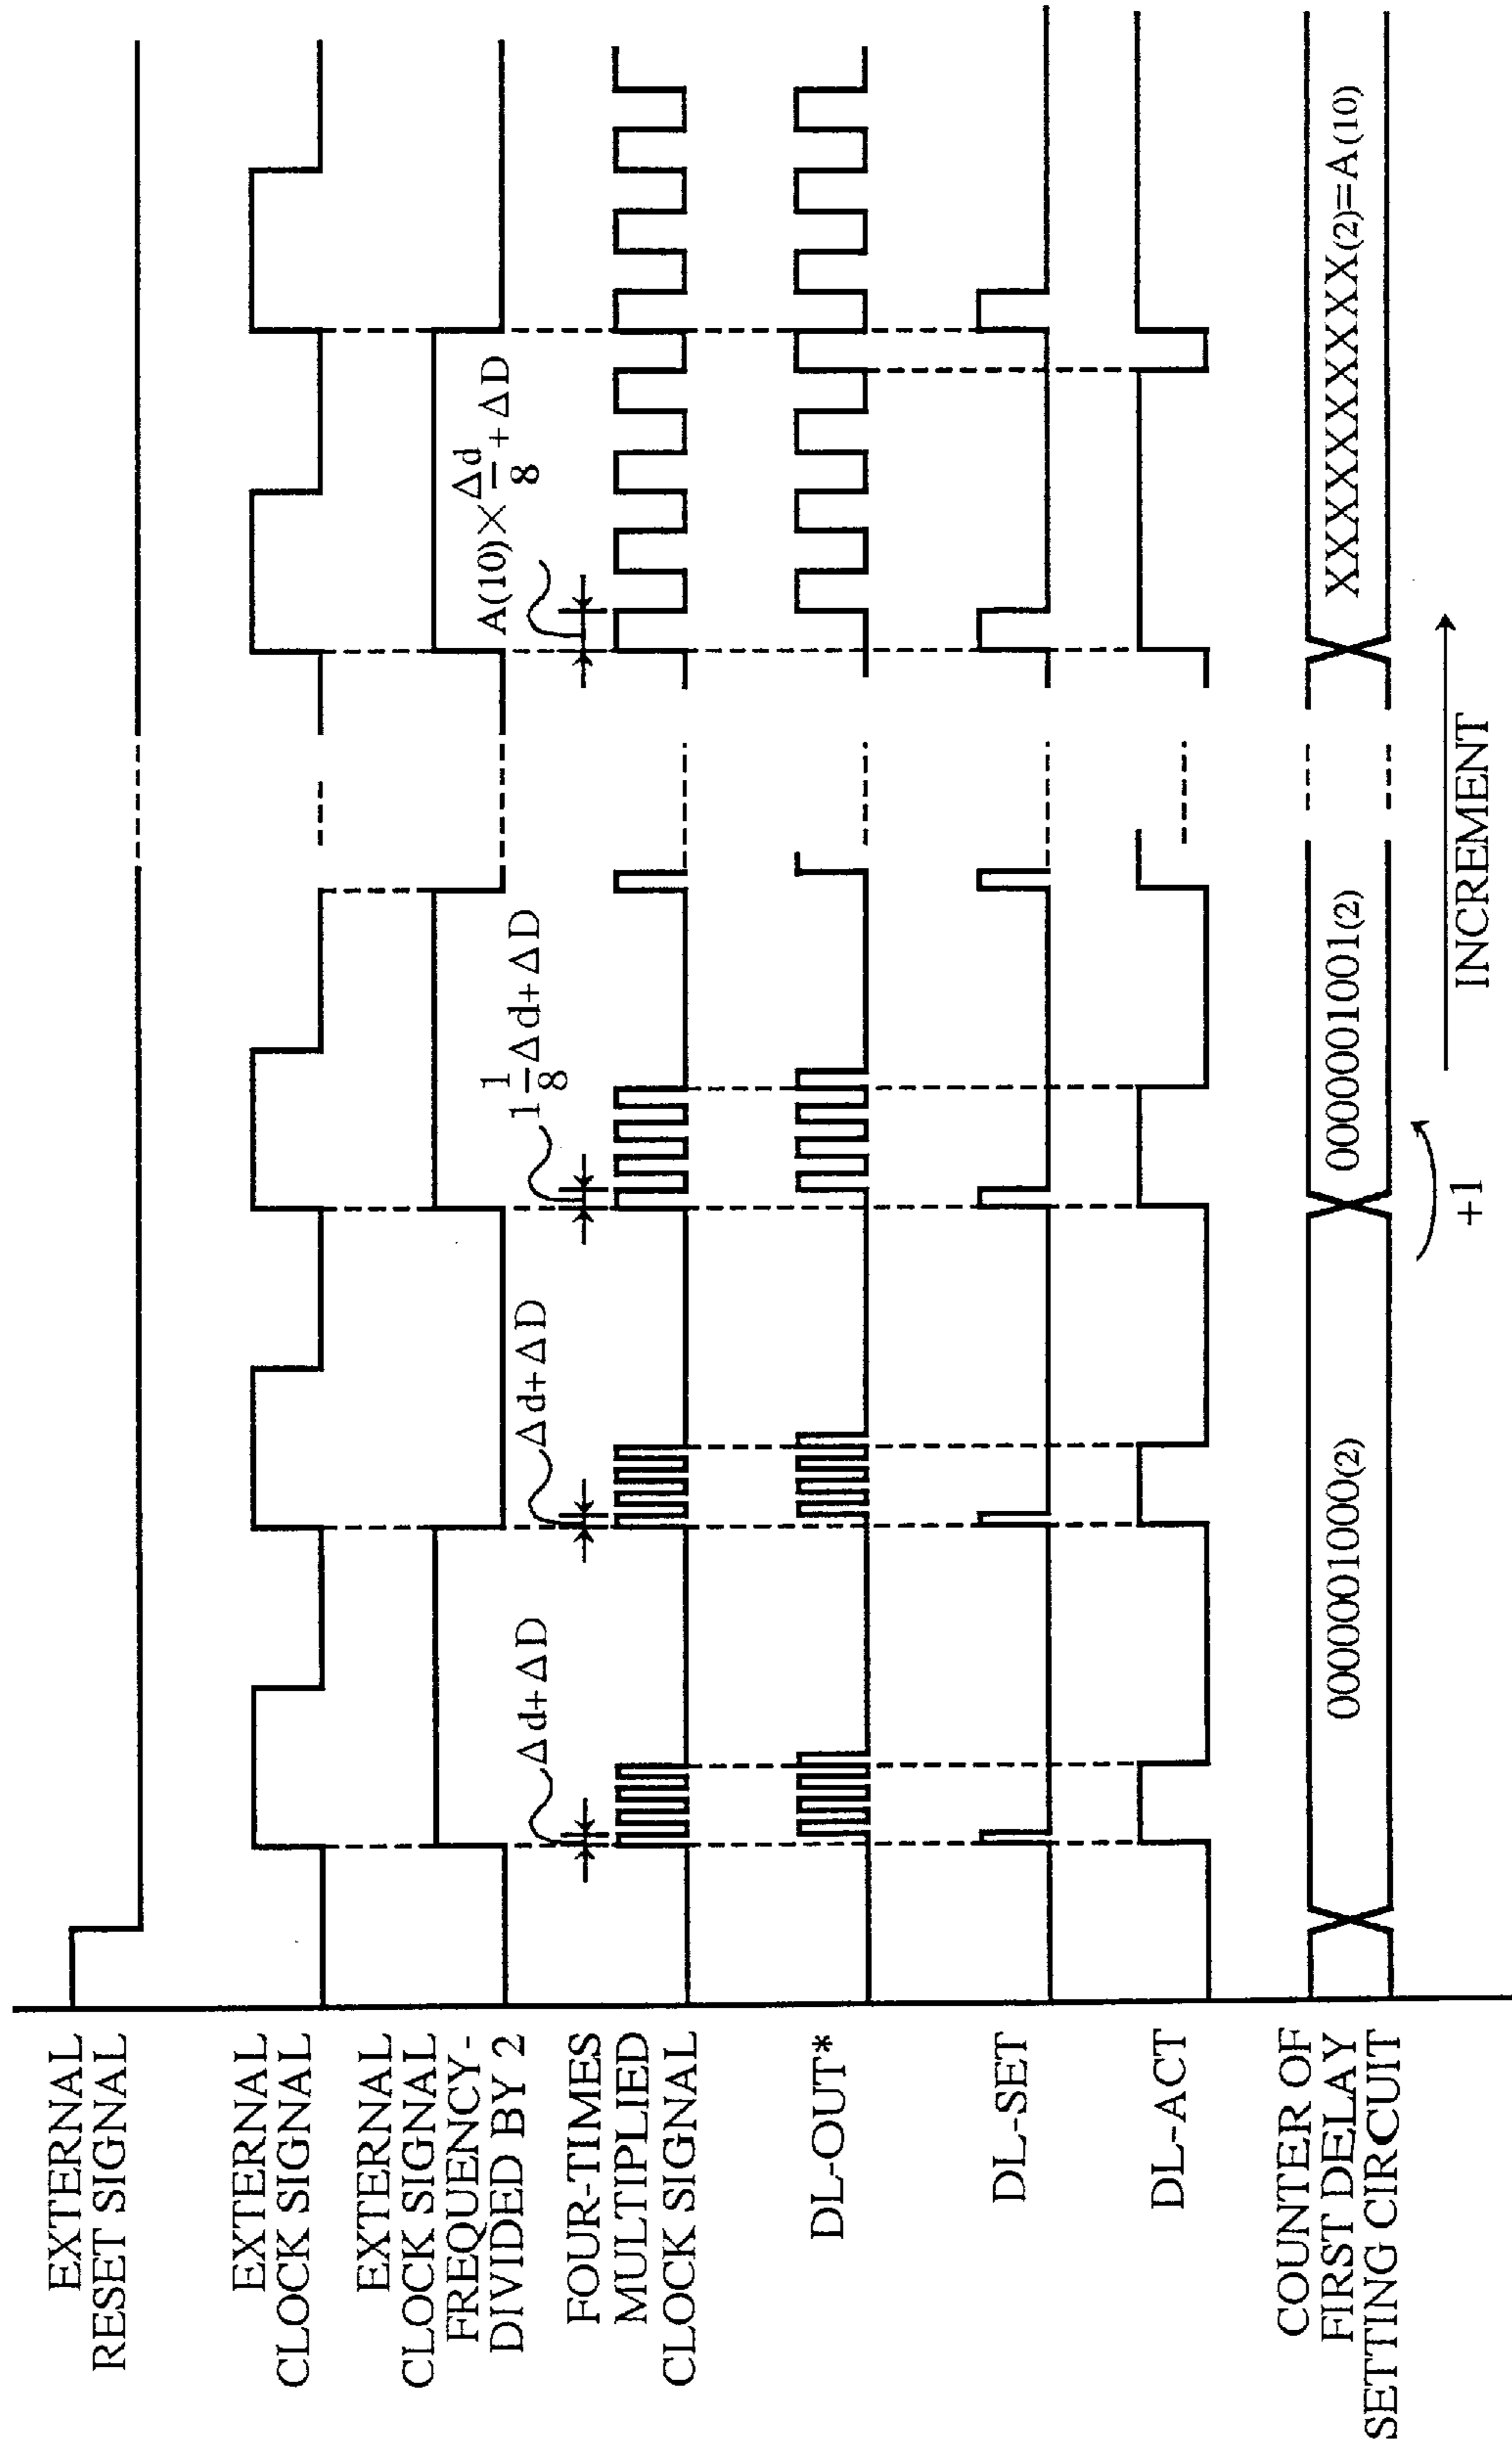 EXTERNAL
RESET SIGNAL
EXTERNAL
CLOCK SIGNAL
EXTERNAL
CLOCK SIGNAL
FREQUENCY-
DIVIDED BY 2
Δd+ΔD
Δd+ΔD
1 1/8 Δd+ΔD
A(10)× Δd/8 +ΔD
FOUR-TIMES
MULTIPLIED
CLOCK SIGNAL
DL-OUT*
DL-SET
DL-ACT
COUNTER OF
FIRST DELAY
SETTING CIRCUIT
0000001000(2)
0000001001(2)
XXXXXXXXXX(2)=A(10)
+1
INCREMENT